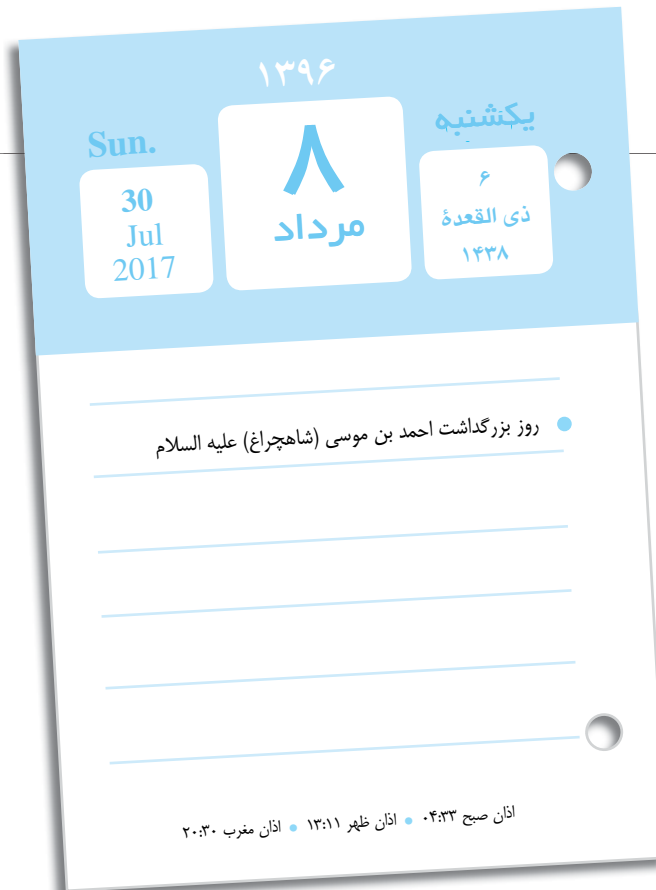 ۱۳۹۶
یکشنبه
۶
ذی القعدة
۱۴۳۸
۸
مرداد
Sun.
30
Jul
2017
روز بزرگداشت احمد بن موسی (شاهچراغ) علیه السلام
اذان صبح ۰۴:۳۳ • اذان ظهر ۱۳:۱۱ • اذان مغرب ۲۰:۳۰